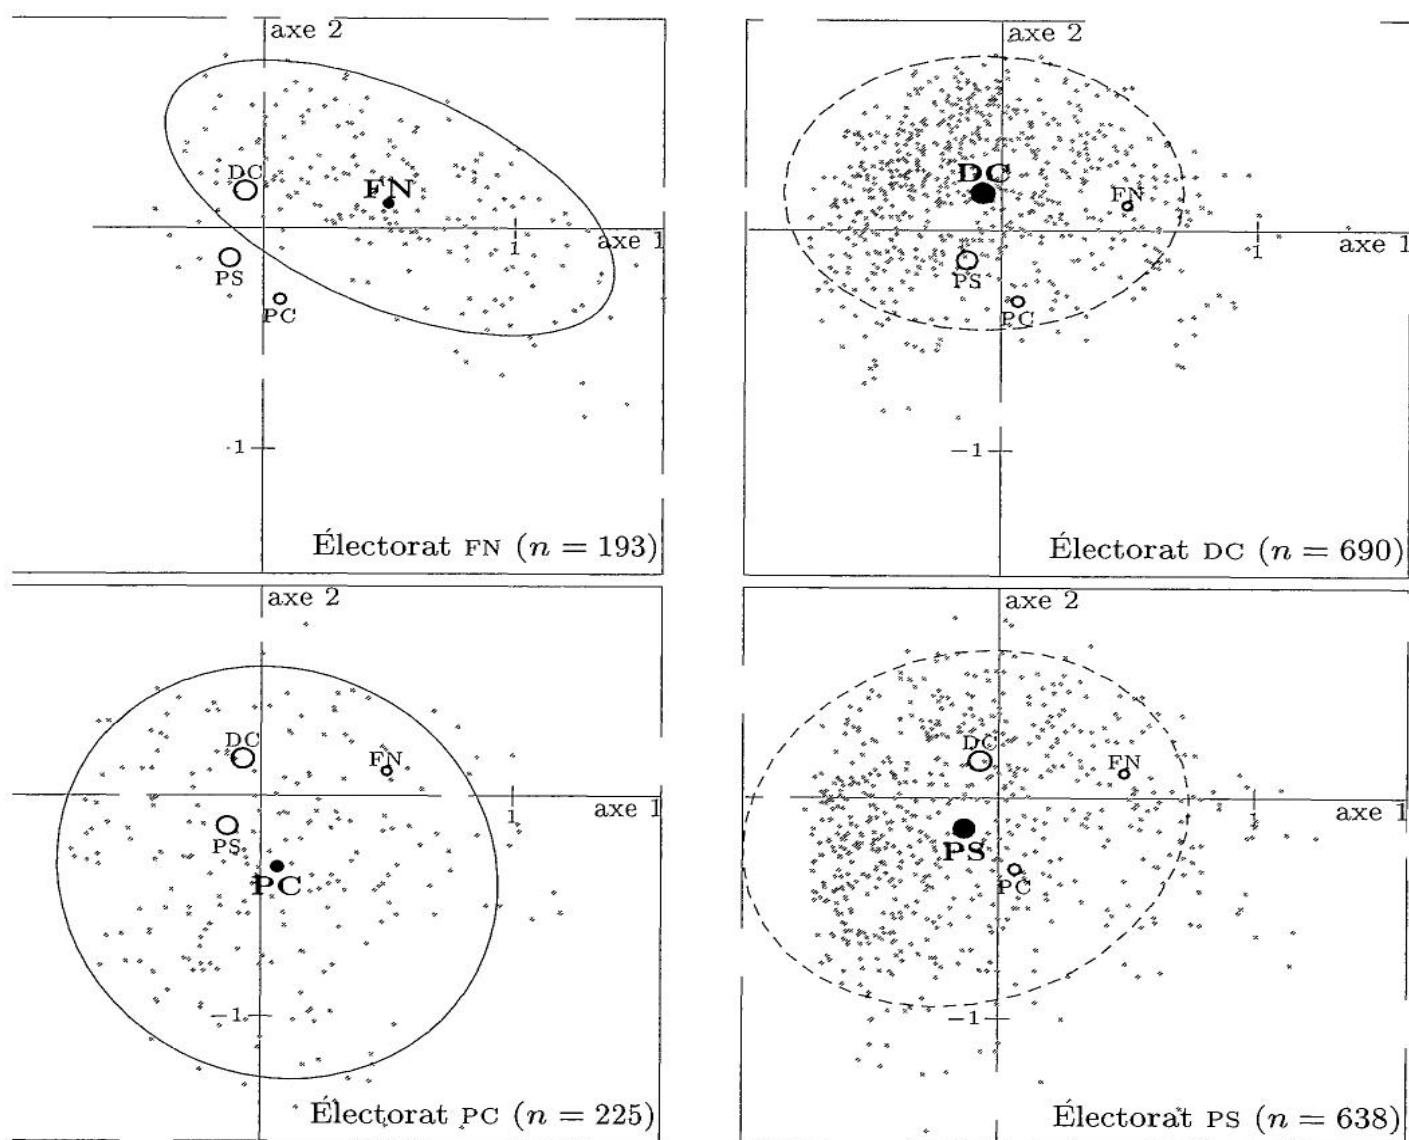 axe 2
DC
FN
1
axe 1
PS
PC
-1
Électorat FN (n = 193)
axe 2
DC
FN
1
axe 1
PS
PC
−1
Électorat DC (n = 690)
axe 2
DC
FN
1
axe 1
PS
PC
−1
Électorat PC (n = 225)
axe 2
DC
FN
1
axe 1
PS
PC
−1
Électorat PS (n = 638)